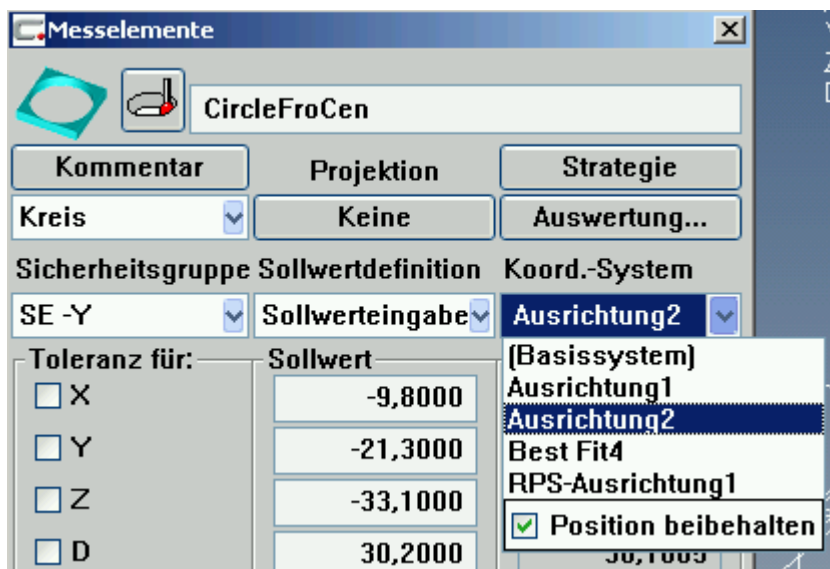 Messelemente
CircleFroCen
Kommentar Projektion Strategie
Kreis Keine Auswertung...
Sicherheitsgruppe Sollwertdefinition Koord.-System
SE -Y Sollwerteingabe Ausrichtung2
Toleranz für: Sollwert (Basissystem)
X -9,8000 Ausrichtung1
Ausrichtung2
Y -21,3000 Best Fit4
RPS-Ausrichtung1
Z -33,1000 Position beibehalten
D 30,2000